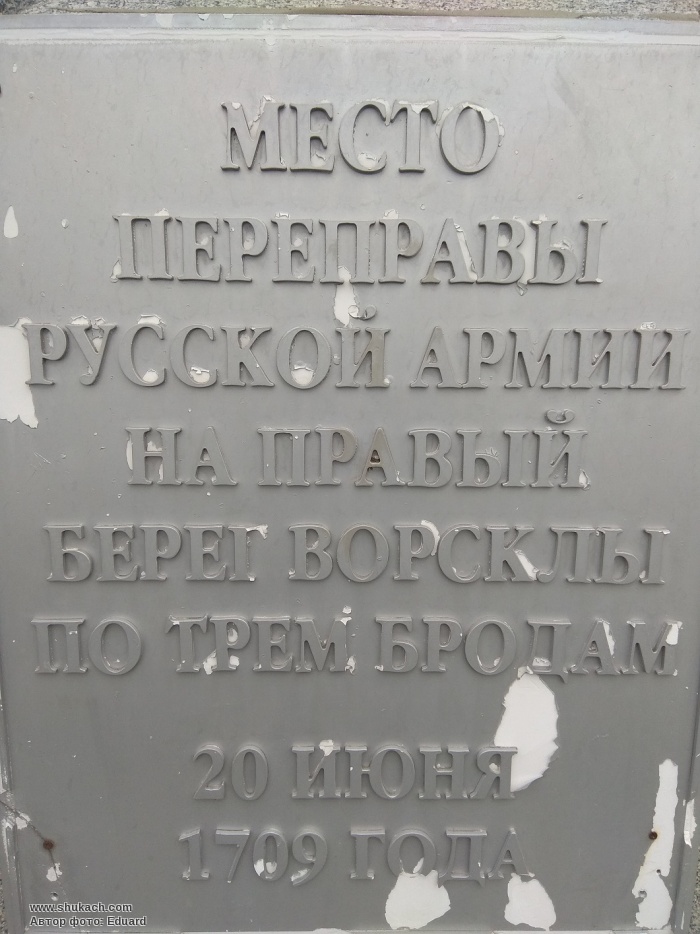 МЕСТО
ПЕРЕПРАВЫ
РУССКОЙ АРМИИ
НА ПРАВЫЙ
БЕРЕГ ВОРСКЛЫ
ПО ТРЕМ БРОДАМ
20 ИЮНЯ
1709 ГОДА
www.shukach.com
Автор фото: Eduard